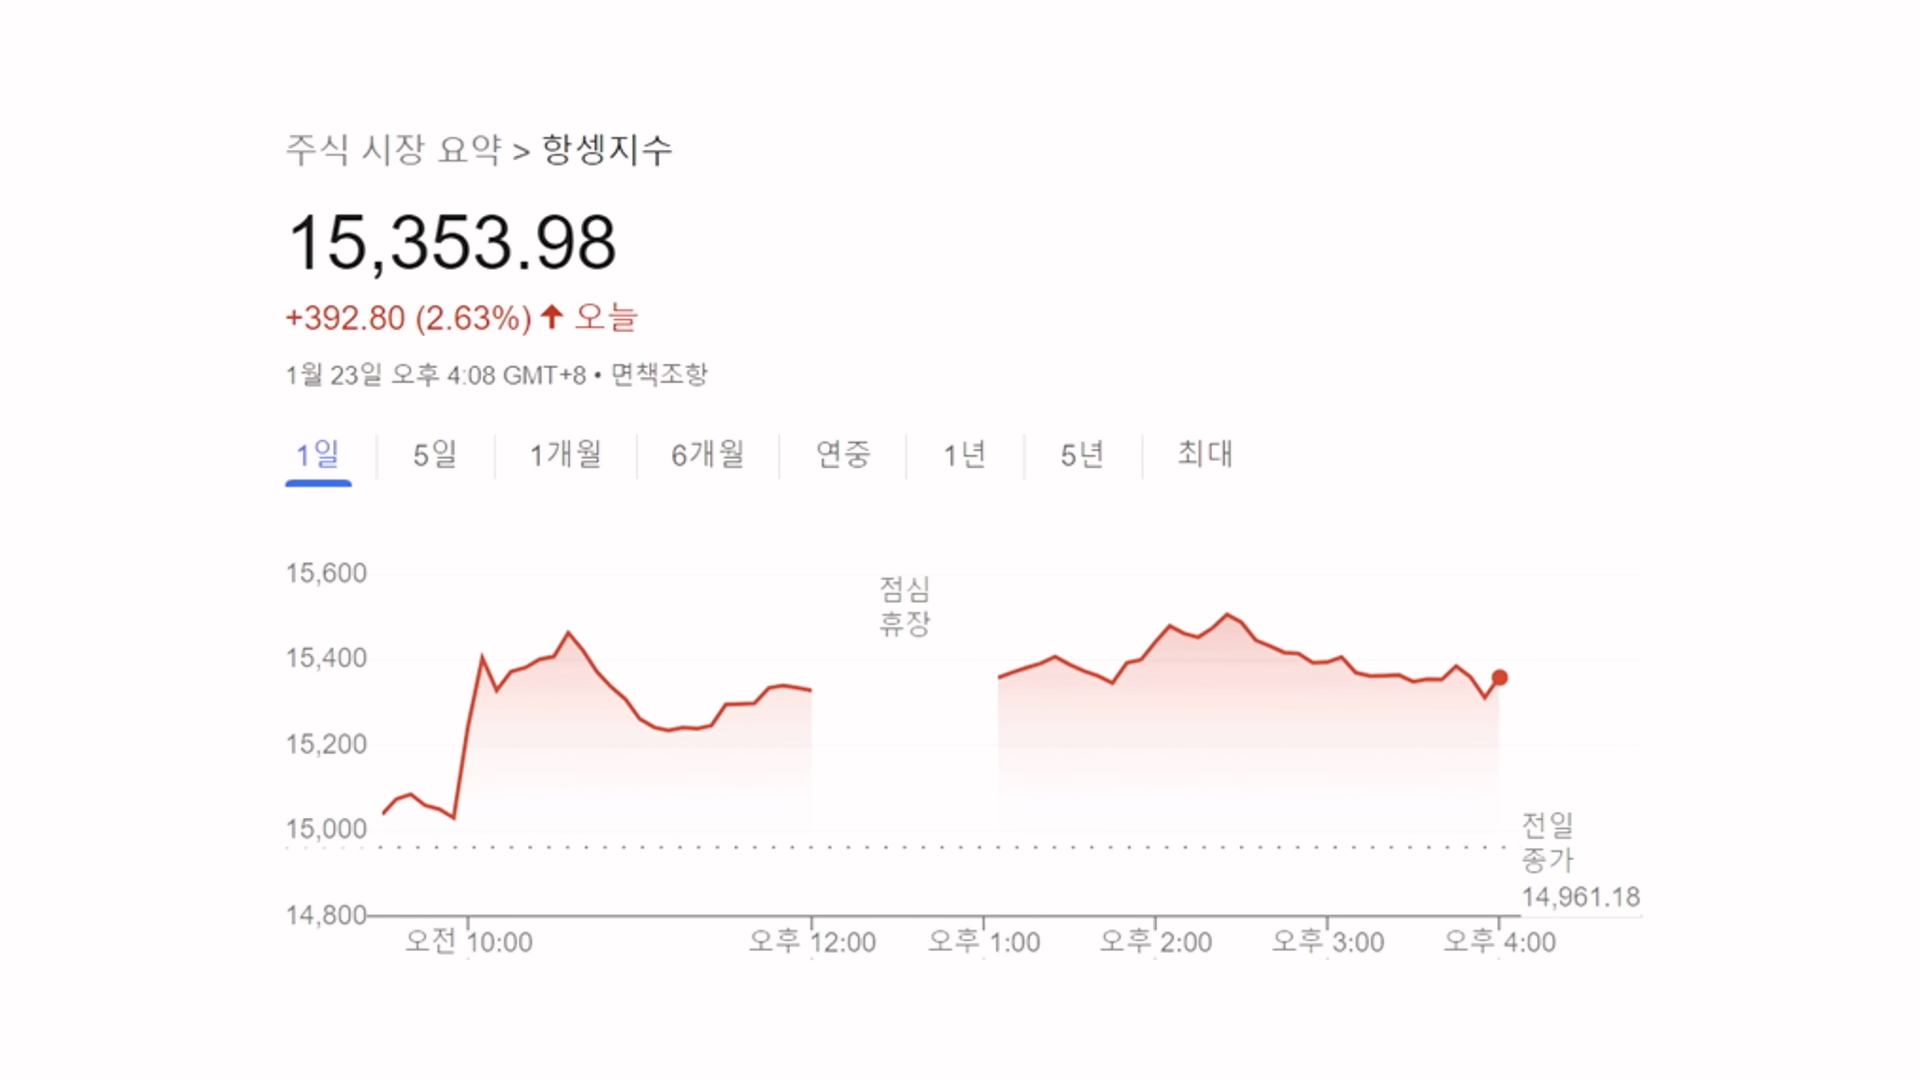 주식 시장 요약 > 항셍지수
15,353.98
+392.80 (2.63%) ↑ 오늘
1월 23일 오후 4:08 GMT+8 • 면책조항
1일 5일 1개월 6개월 연중 1년 5년 최대
15,600
15,400
15,200
15,000
14,800
점심
휴장
전일
종가
14,961.18
오전 10:00 오후 12:00 오후 1:00 오후 2:00 오후 3:00 오후 4:00